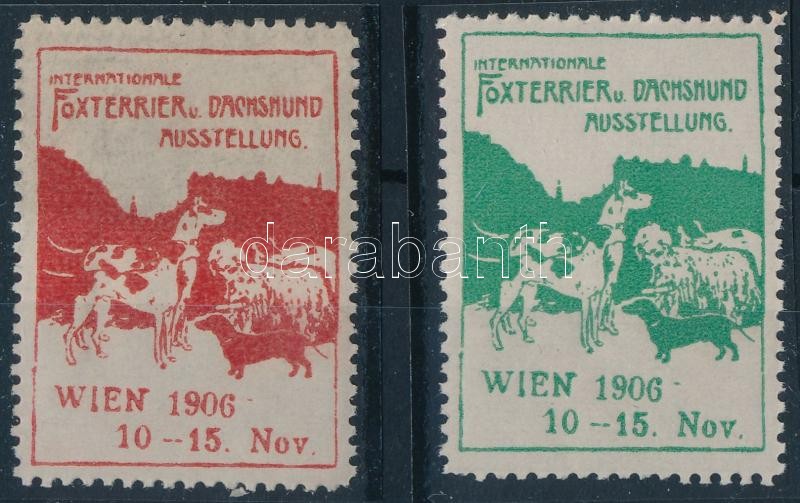 INTERNATIONALE
FOXTERRIER u. DACHSHUND
AUSSTELLUNG.
WIEN 1906
10--15. Nov.
INTERNATIONALE
FOXTERRIER u. DACHSHUND
AUSSTELLUNG.
WIEN 1906
10--15. Nov.
darabanth